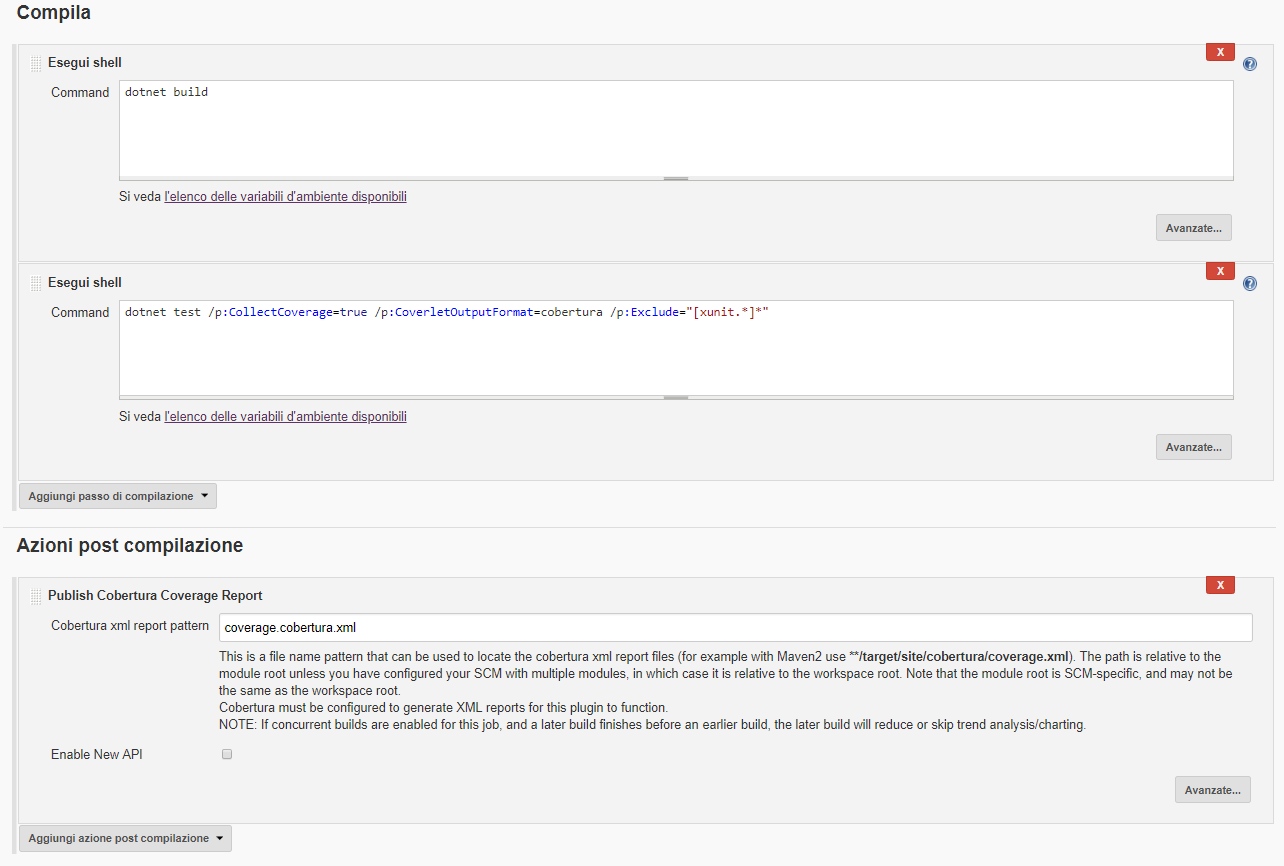 Compila
X
Esegui shell
?
Command
dotnet build
Si veda l'elenco delle variabili d'ambiente disponibili
Avanzate...
X
Esegui shell
?
Command
dotnet test /p:CollectCoverage=true /p:CoverletOutputFormat=cobertura /p:Exclude="[xunit.*]*"
Si veda l'elenco delle variabili d'ambiente disponibili
Avanzate...
Aggiungi passo di compilazione
Azioni post compilazione
X
Publish Cobertura Coverage Report
Cobertura xml report pattern
coverage.cobertura.xml
This is a file name pattern that can be used to locate the cobertura xml report files (for example with Maven2 use **/target/site/cobertura/coverage.xml). The path is relative to the
module root unless you have configured your SCM with multiple modules, in which case it is relative to the workspace root. Note that the module root is SCM-specific, and may not be
the same as the workspace root.
Cobertura must be configured to generate XML reports for this plugin to function.
NOTE: If concurrent builds are enabled for this job, and a later build finishes before an earlier build, the later build will reduce or skip trend analysis/charting.
Enable New API
Avanzate...
Aggiungi azione post compilazione